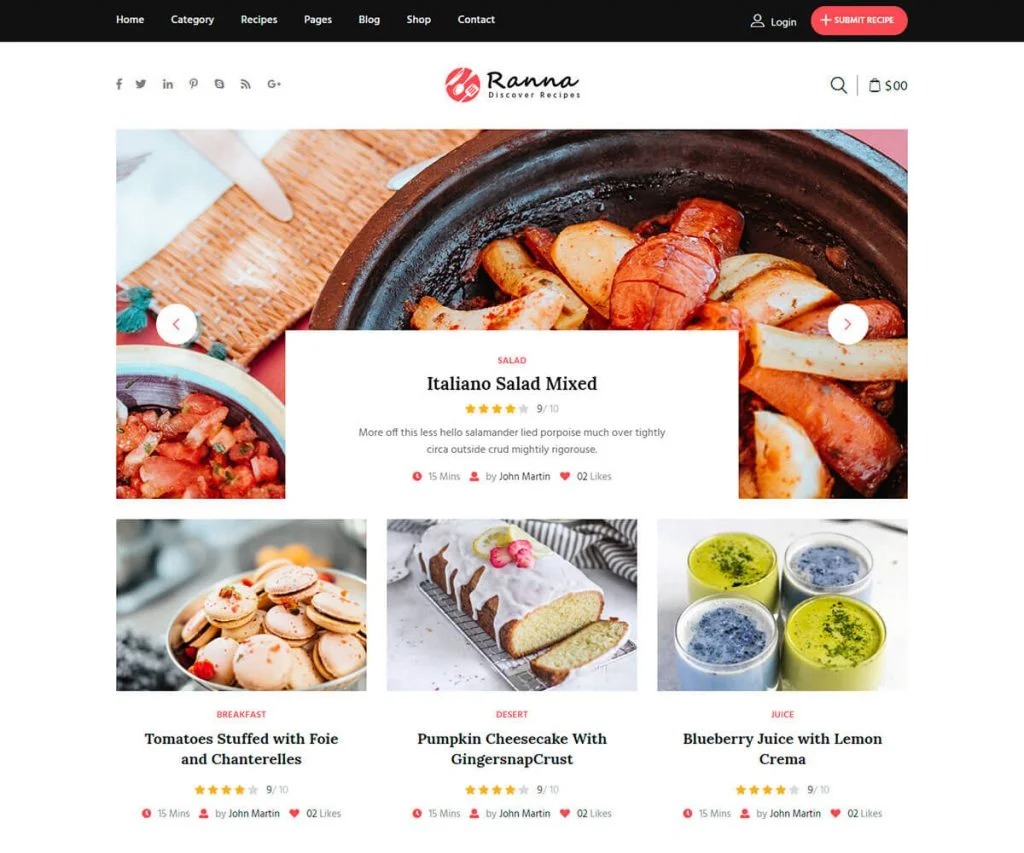 Home Category Recipes Pages Blog Shop Contact Login SUBMIT RECIPE
Ranna
Discover Recipes
$00
SALAD
Italiano Salad Mixed
9/ 10
More off this less hello salamander lied porpoise much over tightly
circa outside crud mightily rigorouse.
15 Mins by John Martin 02 Likes
BREAKFAST
Tomatoes Stuffed with Foie
and Chanterelles
9/ 10
15 Mins by John Martin 02 Likes
DESERT
Pumpkin Cheesecake With
GingersnapCrust
9/ 10
15 Mins by John Martin 02 Likes
JUICE
Blueberry Juice with Lemon
Crema
9/ 10
15 Mins by John Martin 02 Likes